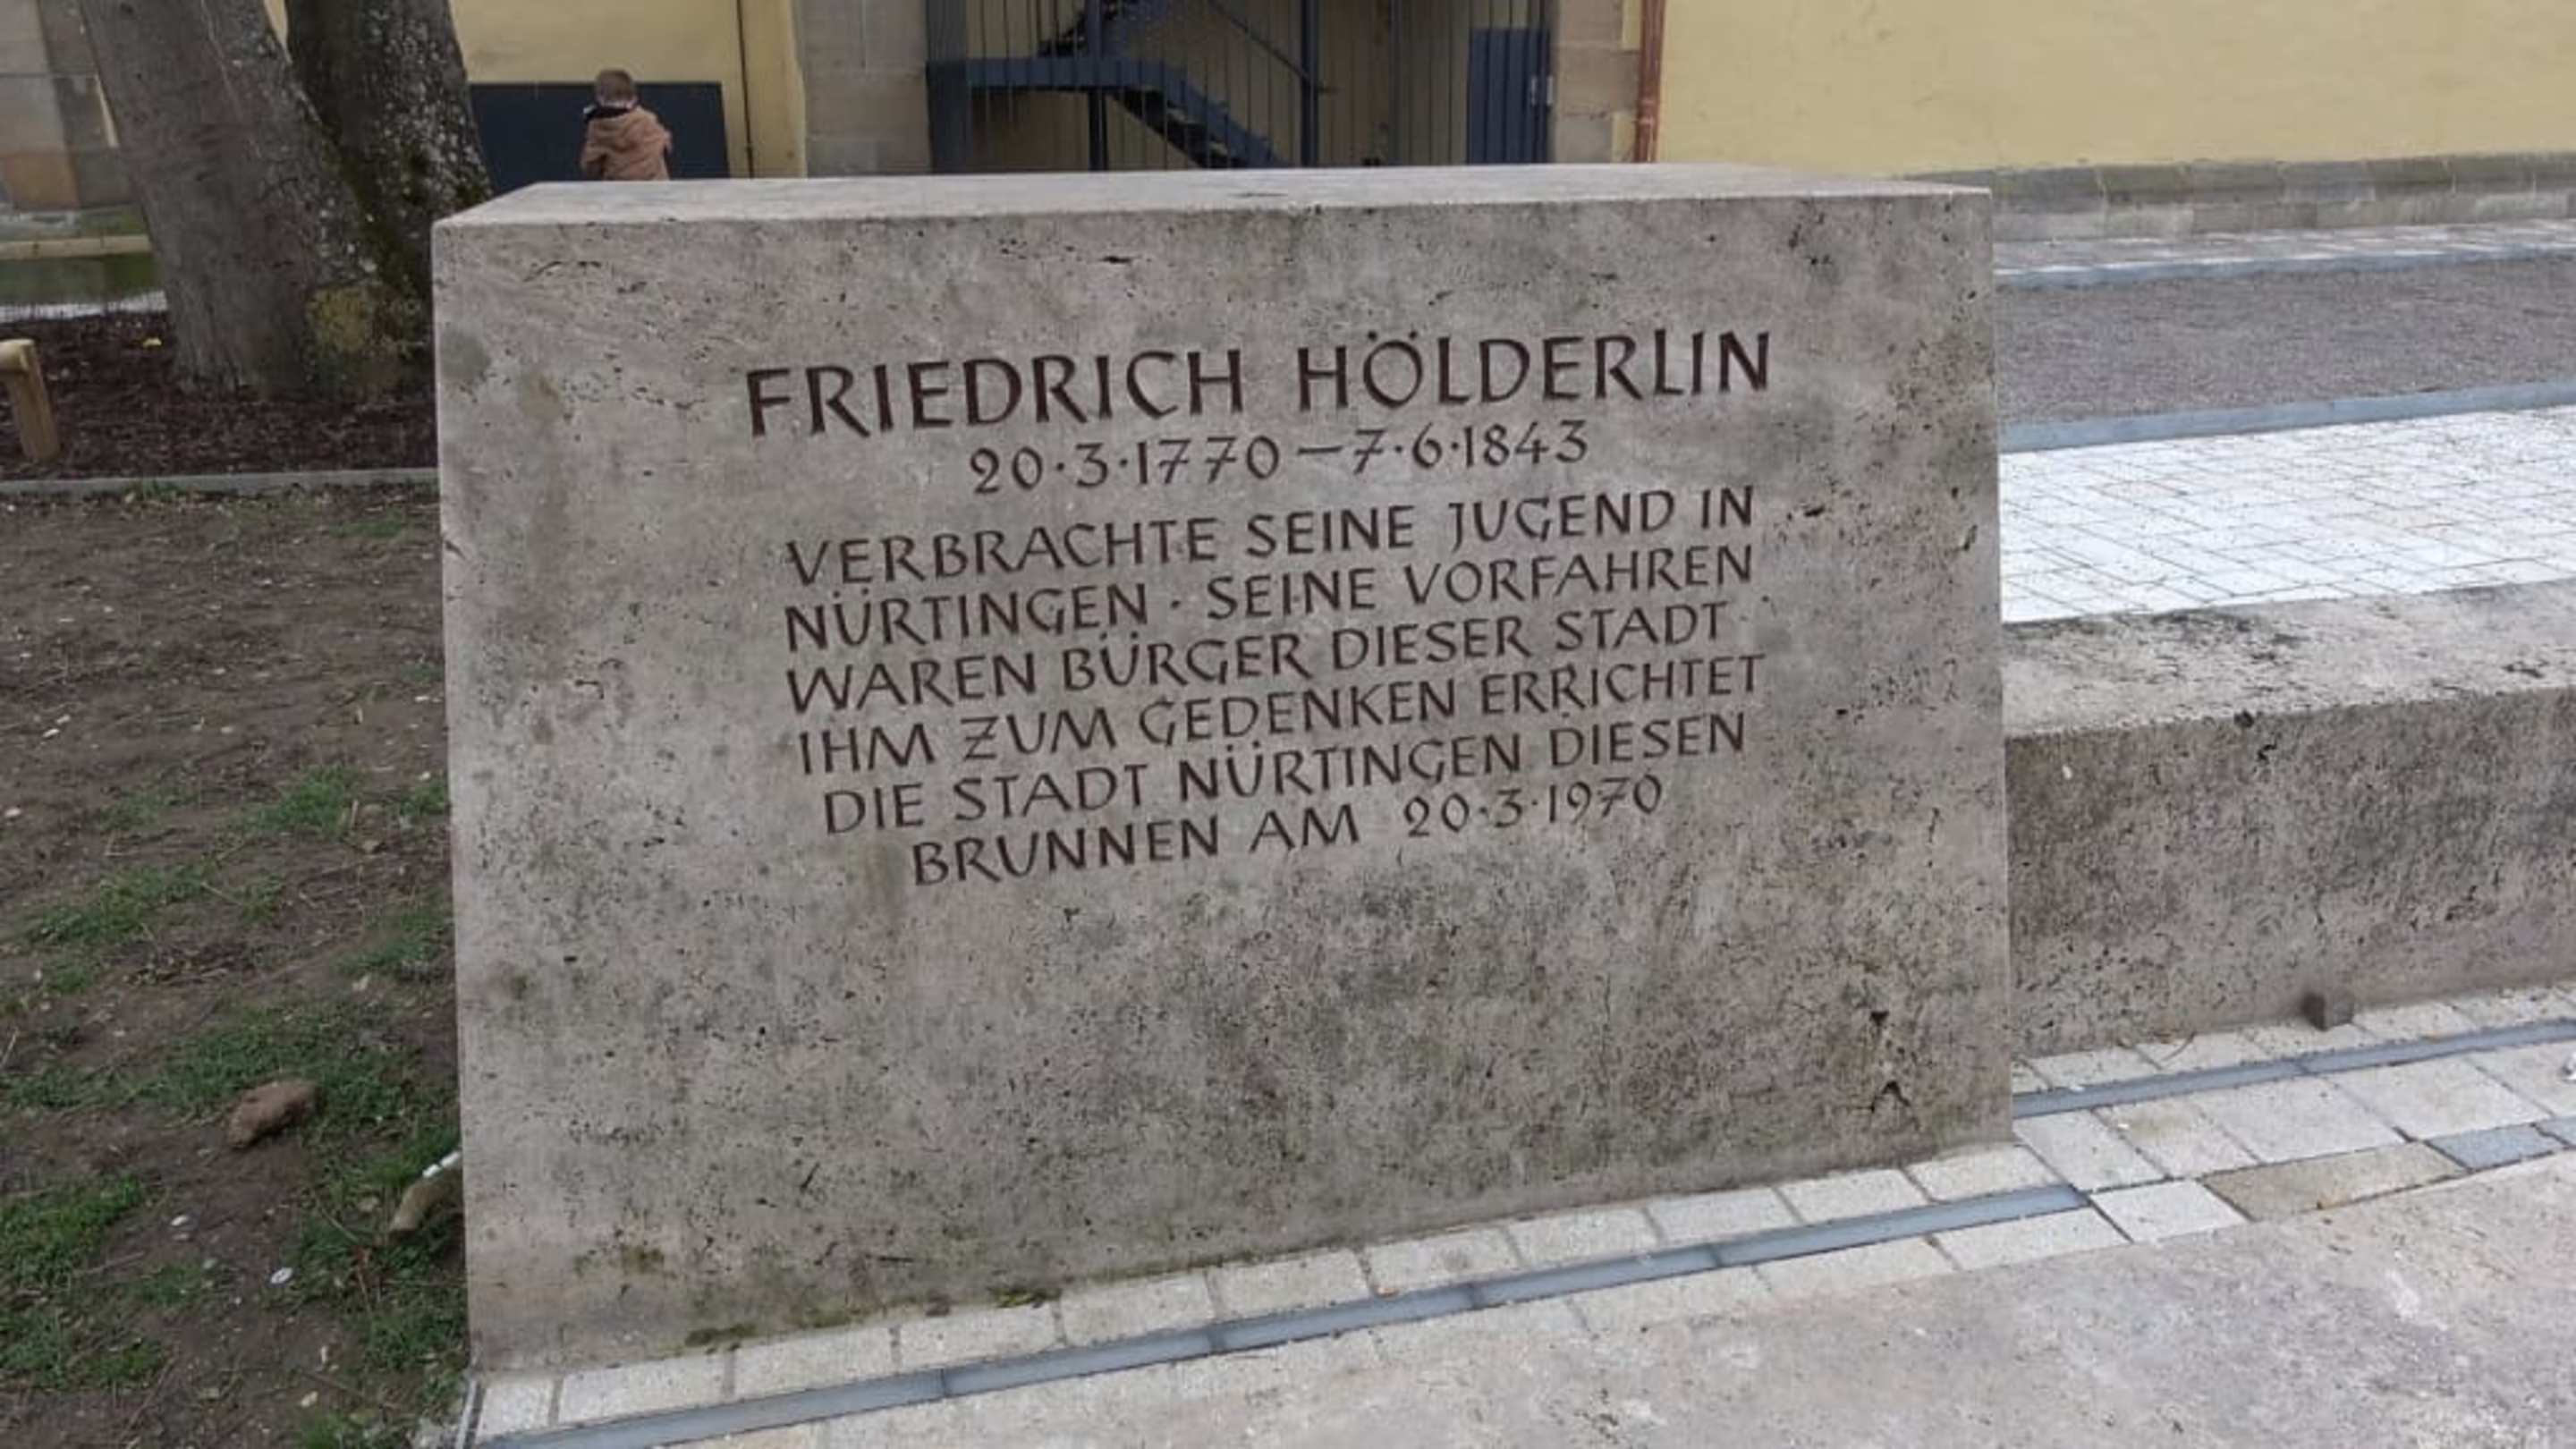 FRIEDRICH HÖLDERLIN
20·3·1770–7·6·1843
VERBRACHTE SEINE JUGEND IN
NÜRTINGEN · SEINE VORFAHREN
WAREN BÜRGER DIESER STADT
IHM ZUM GEDENKEN ERRICHTET
DIE STADT NÜRTINGEN DIESEN
BRUNNEN AM 20·3·1970